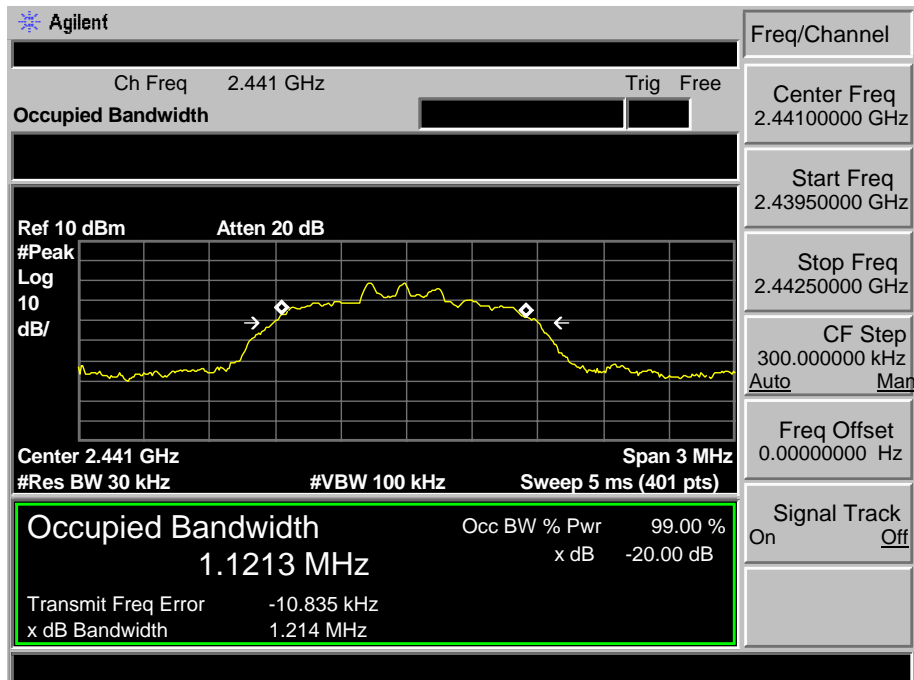 Agilent
Freq/Channel
Ch Freq 2.441 GHz Trig Free
Occupied Bandwidth
Center Freq
2.44100000 GHz
Start Freq
2.43950000 GHz
Stop Freq
2.44250000 GHz
CF Step
300.000000 kHz
Auto Man
Freq Offset
0.00000000 Hz
Signal Track
On Off
Ref 10 dBm Atten 20 dB
#Peak
Log
10
dB/
Center 2.441 GHz Span 3 MHz
#Res BW 30 kHz #VBW 100 kHz Sweep 5 ms (401 pts)
Occupied Bandwidth Occ BW % Pwr 99.00 %
1.1213 MHz x dB -20.00 dB
Transmit Freq Error -10.835 kHz
x dB Bandwidth 1.214 MHz